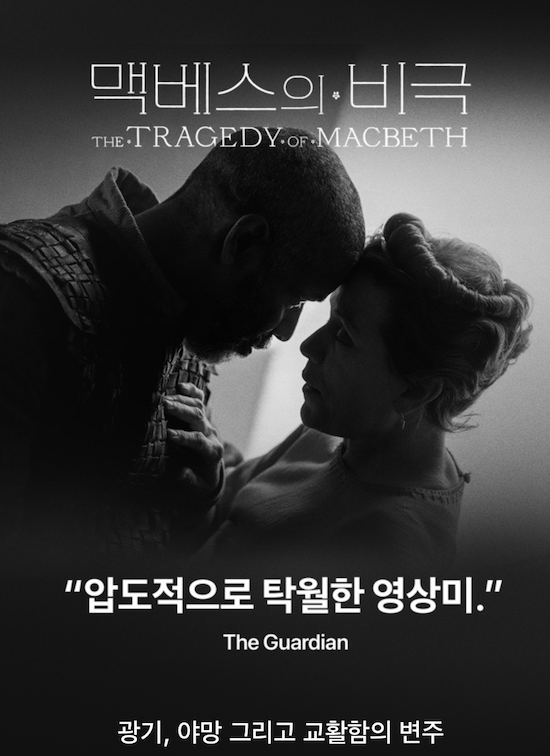 맥베스의·비극
THE·TRAGEDY·OF·MACBETH
“압도적으로 탁월한 영상미.”
The Guardian
광기, 야망 그리고 교활함의 변주